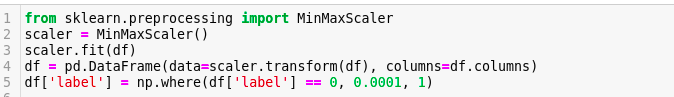 1 from sklearn.preprocessing import MinMaxScaler
2 scaler = MinMaxScaler()
3 scaler.fit(df)
4 df = pd.DataFrame(data=scaler.transform(df), columns=df.columns)
5 df['label'] = np.where(df['label'] == 0, 0.0001, 1)